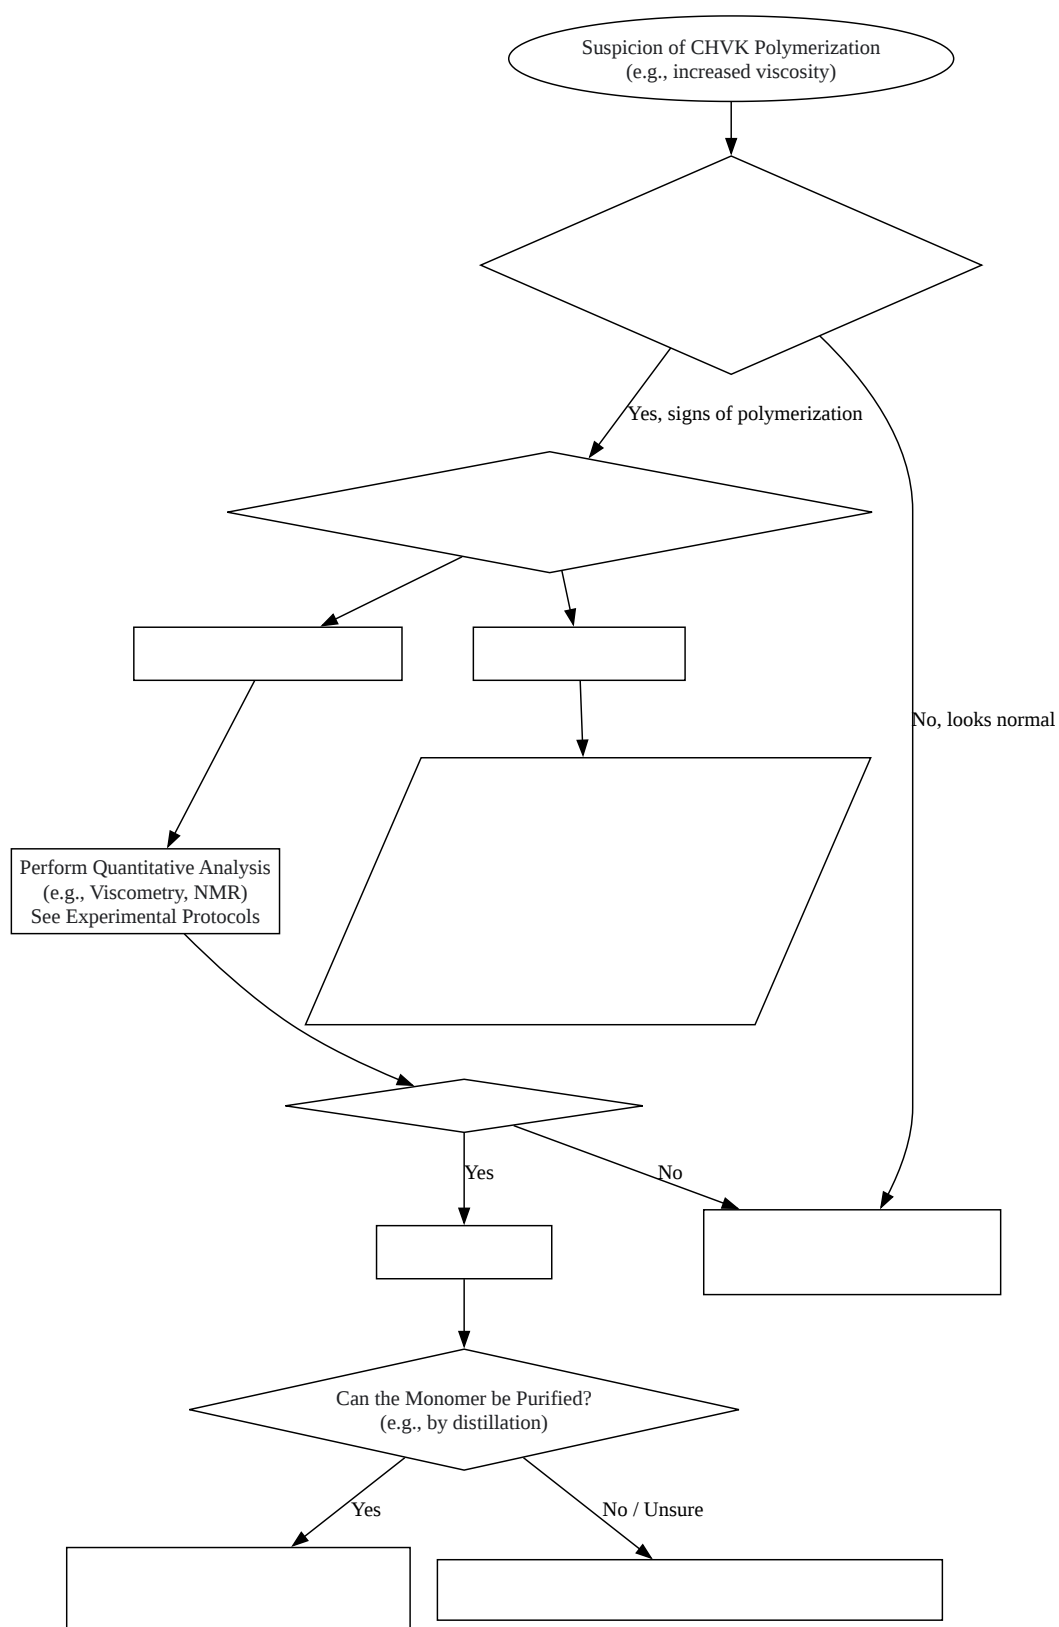 Suspicion of CHVK Polymerization
(e.g., increased viscosity)
Yes, signs of polymerization
No, looks normal
Perform Quantitative Analysis
(e.g., Viscometry, NMR)
See Experimental Protocols
Yes
No
Can the Monomer be Purified?
(e.g., by distillation)
Yes
No / Unsure